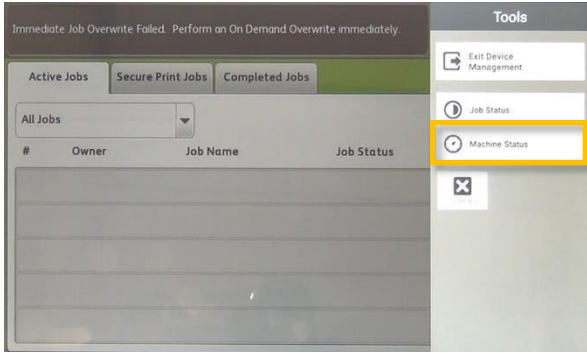 Immediate Job Overwrite Failed. Perform an On Demand Overwrite immediately.
Active Jobs
Secure Print Jobs
Completed Jobs
All Jobs
# Owner Job Name Job Status
Tools
Exit Device
Management
Job Status
Machine Status